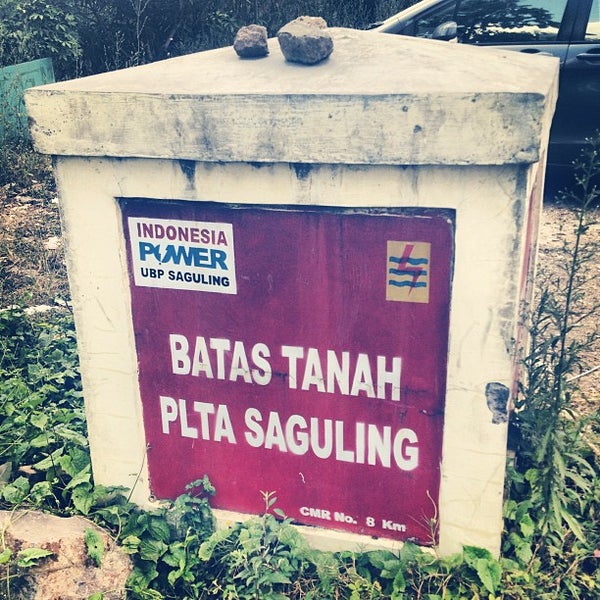 INDONESIA
POWER
UBP SAGULING
BATAS TANAH
PLTA SAGULING
CMR No. 8 Km